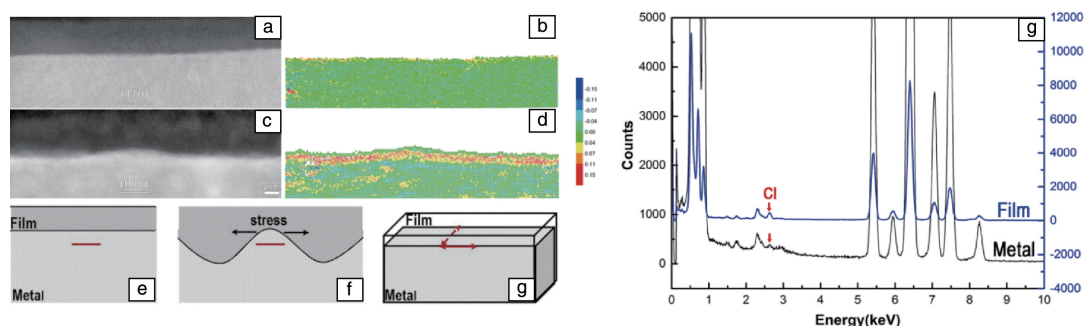 a
b
(110)
c
d
-0.15
-0.11
-0.07
-0.04
0.00
0.04
0.07
0.11
0.15
Film
Metal
e
stress
f
Film
Metal
g
g
5000
4000
3000
2000
1000
0
Counts
0 1 2 3 4 5 6 7 8 9 10
Energy(keV)
Cl
Film
Metal
12000
10000
8000
6000
4000
2000
0
-2000
-4000